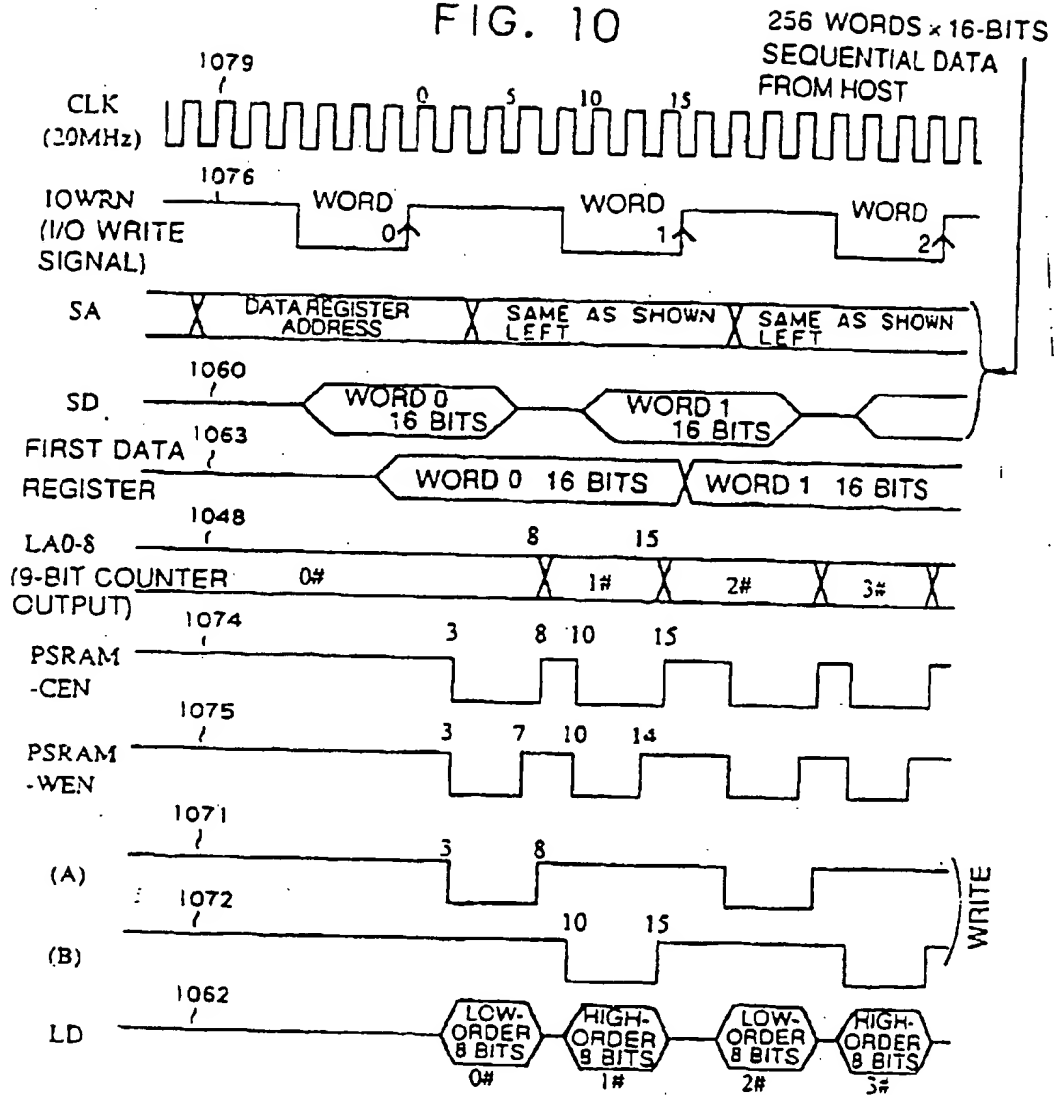 FIG. 10
256 WORDS × 16-BITS
SEQUENTIAL DATA
FROM HOST
1079
CLK
(20MHz)
0 5 10 15
1076
IOWRN
(I/O WRITE
SIGNAL)
WORD
0
WORD
1
WORD
2
SA
DATA REGISTER
ADDRESS
SAME AS SHOWN
LEFT
SAME AS SHOWN
LEFT
1060
SD
WORD 0
16 BITS
WORD 1
16 BITS
1063
FIRST DATA
REGISTER
WORD 0 16 BITS
WORD 1 16 BITS
1048
LA0-8
(9-BIT COUNTER
OUTPUT)
8 15
0# 1# 2# 3#
1074
PSRAM
-CEN
3 8 10 15
1075
PSRAM
-WEN
3 7 10 14
1071
(A)
3 8
1072
(B)
10 15
WRITE
1062
LD
LOW-
ORDER
8 BITS
0#
HIGH-
ORDER
8 BITS
1#
LOW-
ORDER
8 BITS
2#
HIGH-
ORDER
8 BITS
3#